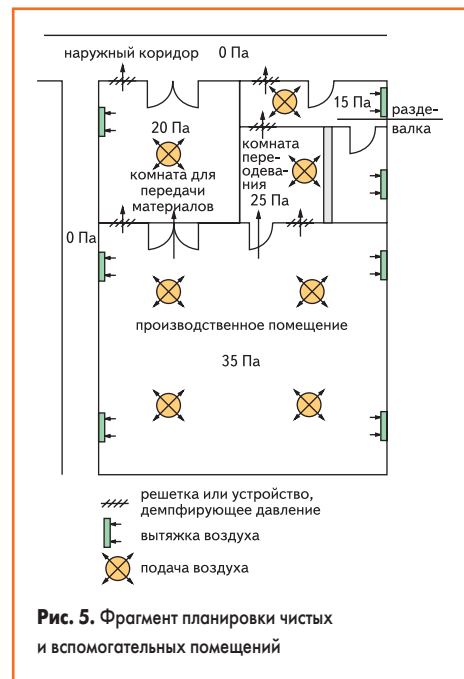 наружный коридор 0 Па
15 Па
разде-
валка
20 Па
комната для
передачи
материалов
комната
пере-
одева-
ния
25 Па
0 Па
производственное помещение
35 Па
решетка или устройство,
демпфирующее давление
вытяжка воздуха
подача воздуха
Рис. 5. Фрагмент планировки чистых
и вспомогательных помещений